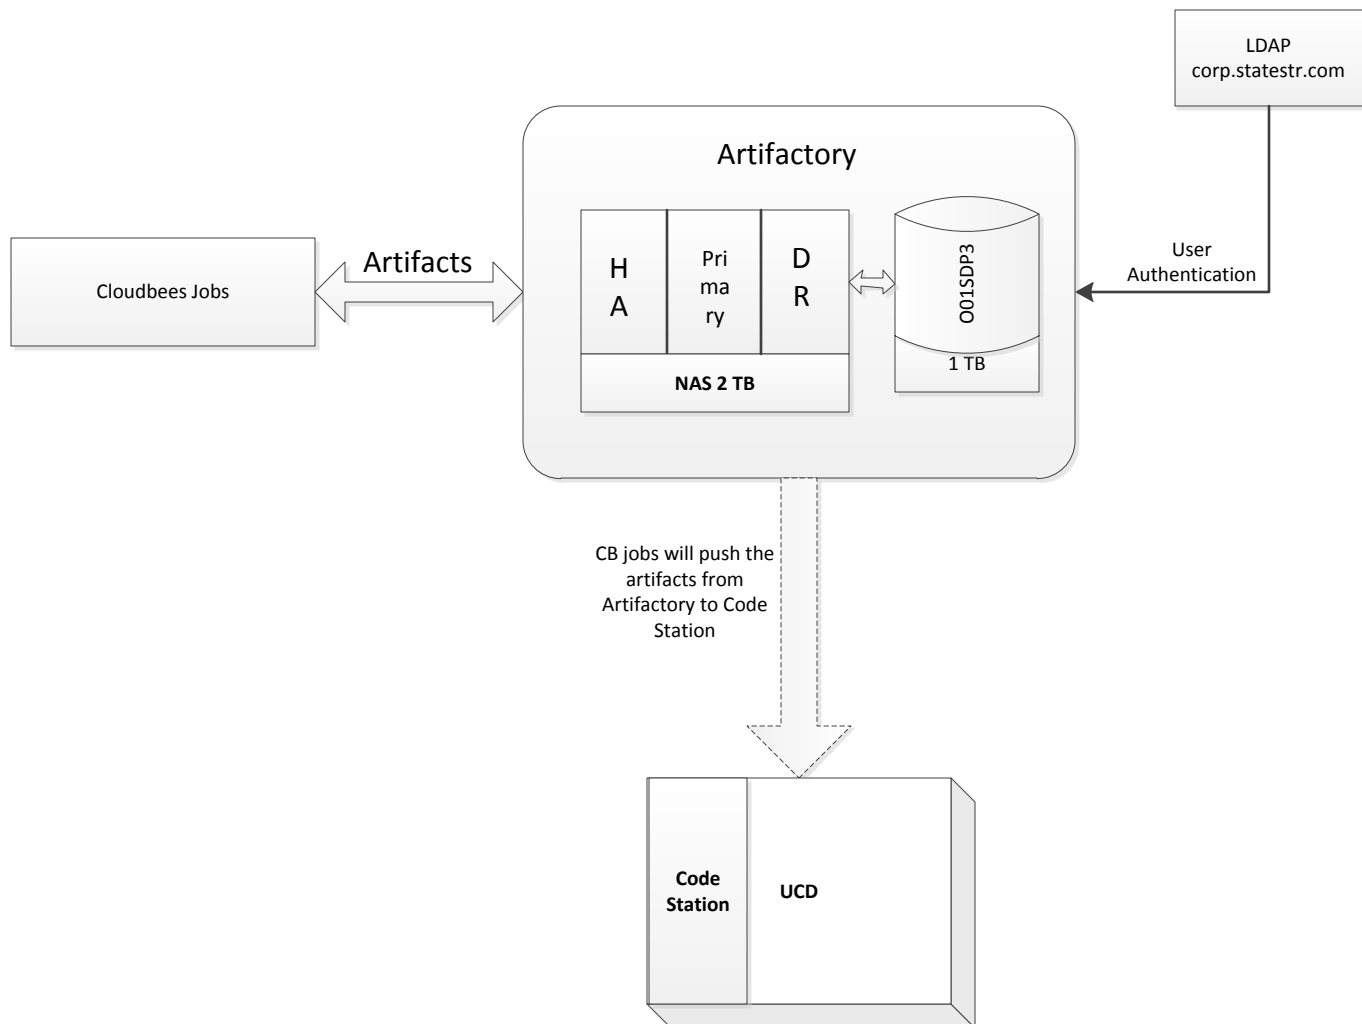 LDAP
corp.statestr.com
Artifactory
Cloudbees Jobs
Artifacts
H
A
Pri
ma
ry
D
R
NAS 2 TB
O01SDP3
1 TB
User
Authentication
CB jobs will push the
artifacts from
Artifactory to Code
Station
Code
Station
UCD